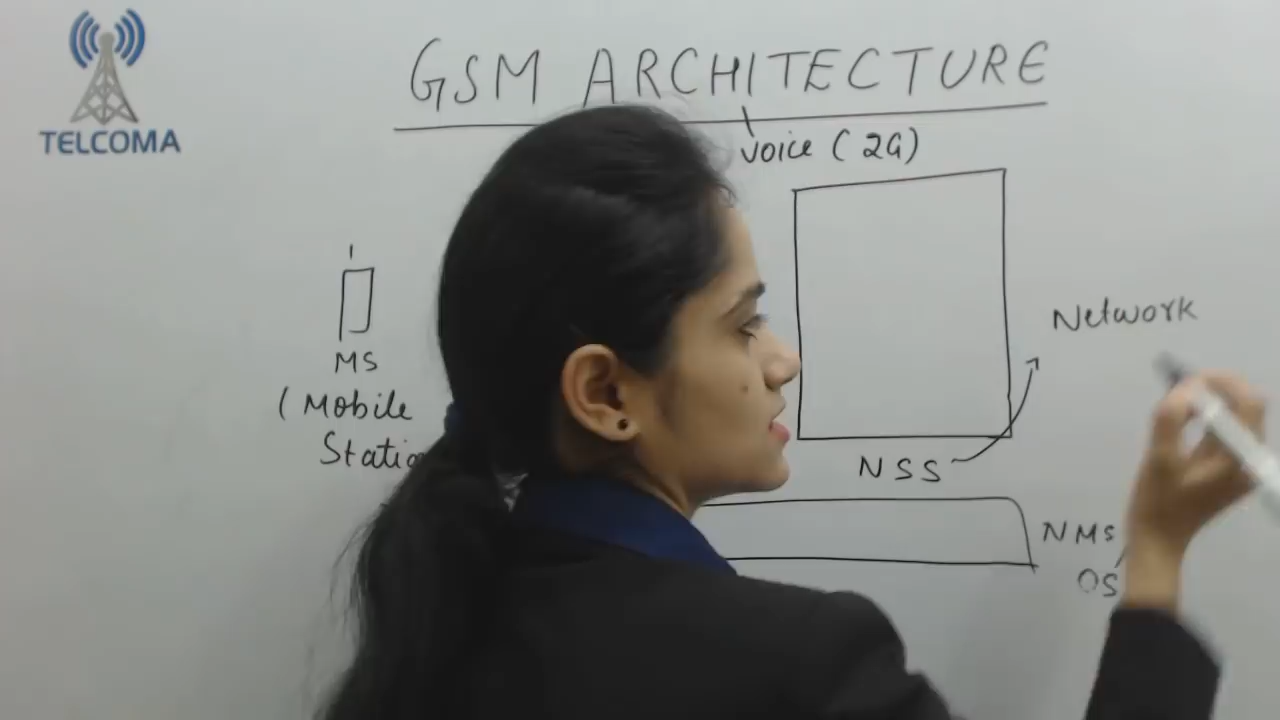 TELCOMA
GSM ARCHITECTURE
Voice (2G)
MS
(Mobile
NSS
Network
NMS
OS